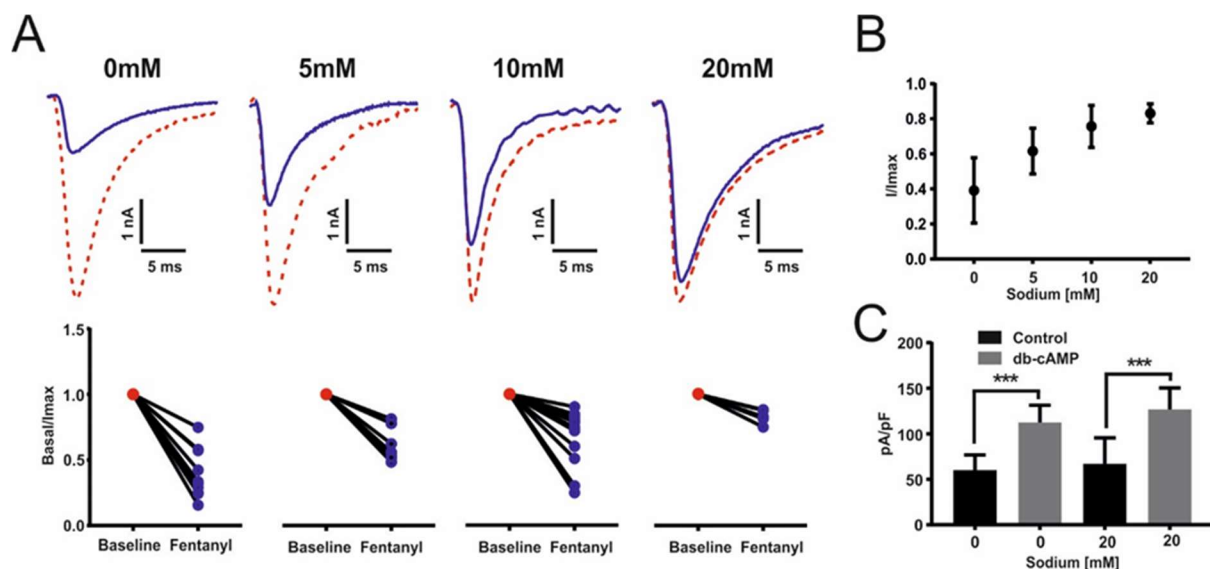 A
0mM 5mM 10mM 20mM
1 nA 1 nA 1 nA 1 nA
5 ms 5 ms 5 ms 5 ms
1.5
1.0
0.5
0.0
Basal/Imax
Baseline Fentanyl Baseline Fentanyl Baseline Fentanyl Baseline Fentanyl
B
1.0
0.8
0.6
0.4
0.2
0.0
I/Imax
0 5 10 20
Sodium [mM]
C
Control
db-cAMP
200
150
100
50
0
pA/pF
*** ***
0 0 20 20
Sodium [mM]